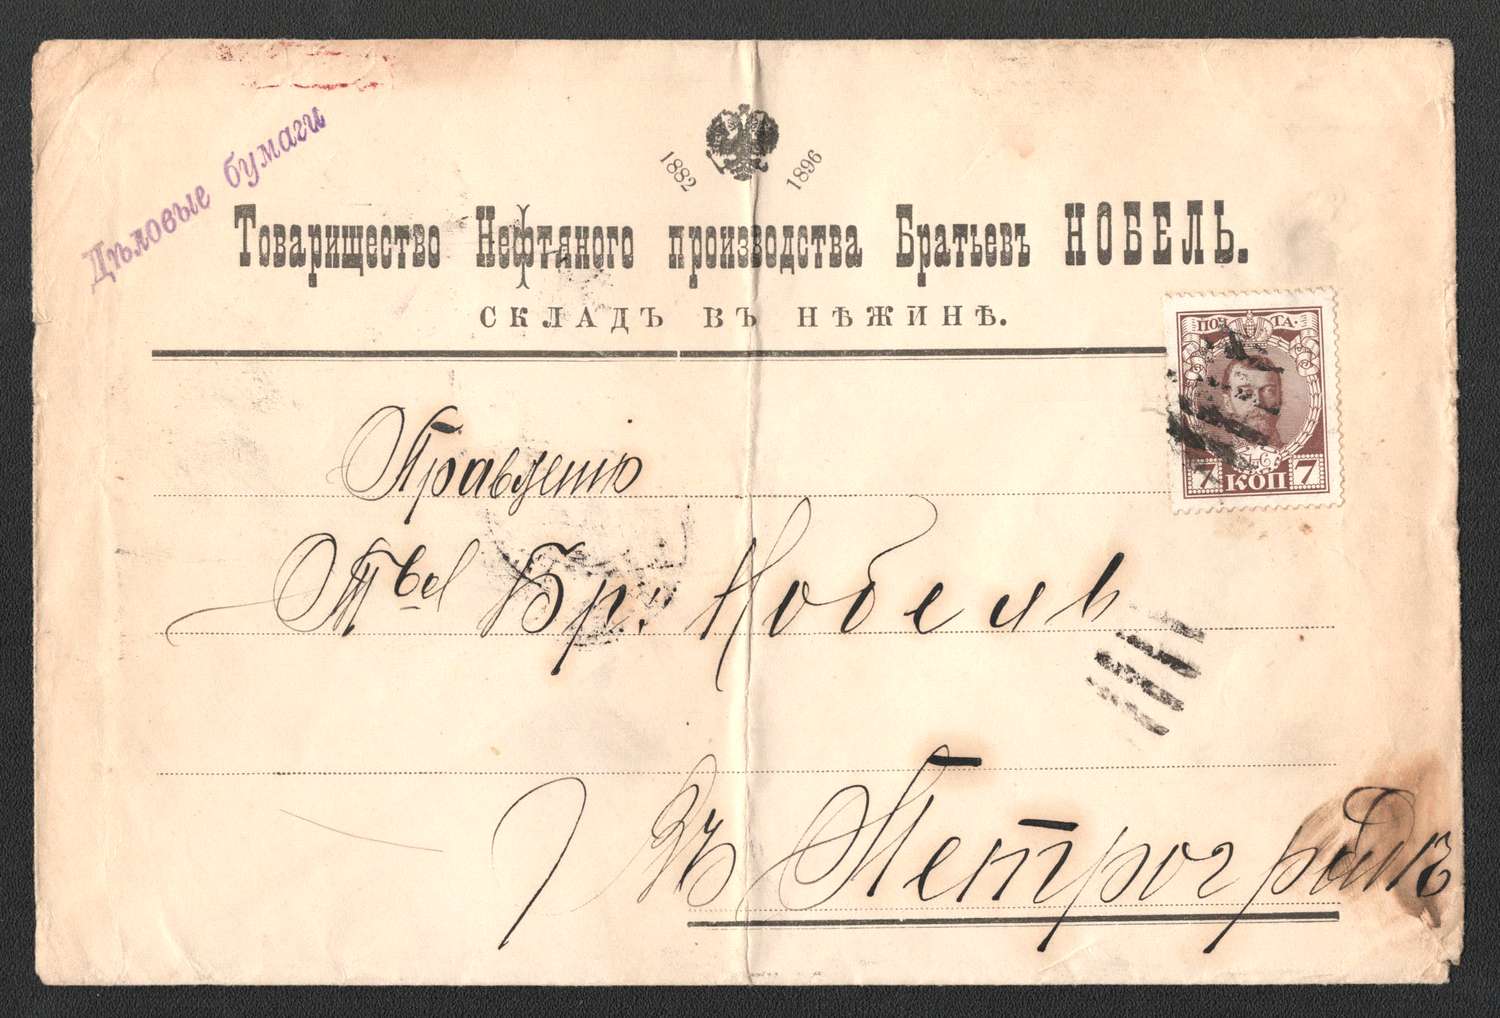 Дѣловые бумаги
1882 1896
Товарищество Нефтяного производства Братьевъ НОБЕЛЬ.
СКЛАДЪ ВЪ НѢЖИНѢ.
ПОЧТА.
7 КОП 7
Правленію
Т-ва Бр. Нобель
Въ Петроградѣ